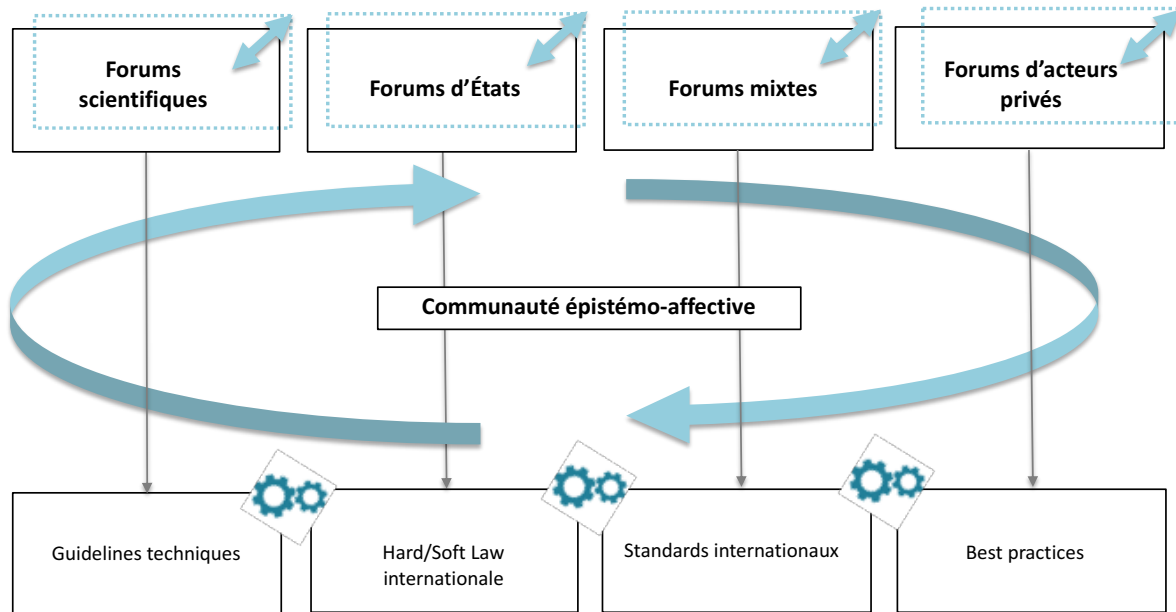 Forums
scientifiques
Forums d’États
Forums mixtes
Forums d’acteurs
privés
Communauté épistémo-affective
Guidelines techniques
Hard/Soft Law
internationale
Standards internationaux
Best practices